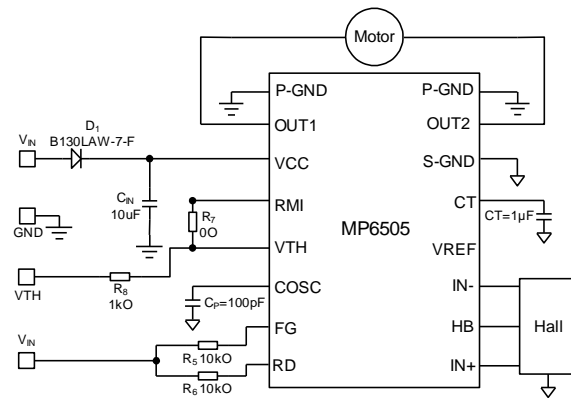 Motor
P-GND
P-GND
OUT1
OUT2
D1
B130LAW-7-F
VIN
VCC
S-GND
CIN
10uF
RMI
CT
CT=1µF
R7
0O
GND
MP6505
VTH
VREF
VTH
R8
1kO
COSC
IN-
CP=100pF
Hall
VIN
FG
HB
R5 10kO
RD
IN+
R6 10kO